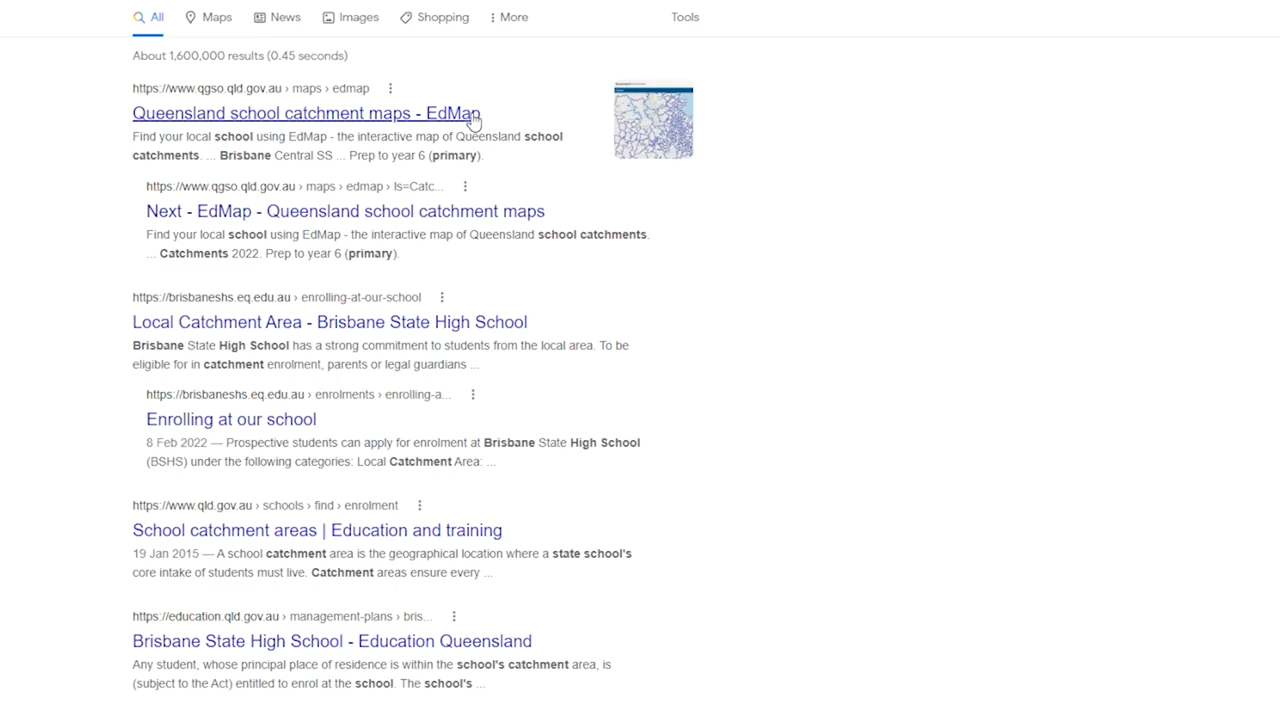 All Maps News Images Shopping More Tools
About 1,600,000 results (0.45 seconds)
https://www.qgso.qld.gov.au › maps › edmap
Queensland school catchment maps - EdMap
Find your local school using EdMap - the interactive map of Queensland school
catchments. ... Brisbane Central SS ... Prep to year 6 (primary).
https://www.qgso.qld.gov.au › maps › edmap › ls=Catc...
Next - EdMap - Queensland school catchment maps
Find your local school using EdMap - the interactive map of Queensland school catchments.
... Catchments 2022. Prep to year 6 (primary).
https://brisbaneshs.eq.edu.au › enrolling-at-our-school
Local Catchment Area - Brisbane State High School
Brisbane State High School has a strong commitment to students from the local area. To be
eligible for in catchment enrolment, parents or legal guardians ...
https://brisbaneshs.eq.edu.au › enrolments › enrolling-a...
Enrolling at our school
8 Feb 2022 — Prospective students can apply for enrolment at Brisbane State High School
(BSHS) under the following categories: Local Catchment Area: ...
https://www.qld.gov.au › schools › find › enrolment
School catchment areas | Education and training
19 Jan 2015 — A school catchment area is the geographical location where a state school's
core intake of students must live. Catchment areas ensure every ...
https://education.qld.gov.au › management-plans › bris...
Brisbane State High School - Education Queensland
Any student, whose principal place of residence is within the school's catchment area, is
(subject to the Act) entitled to enrol at the school. The school's ...